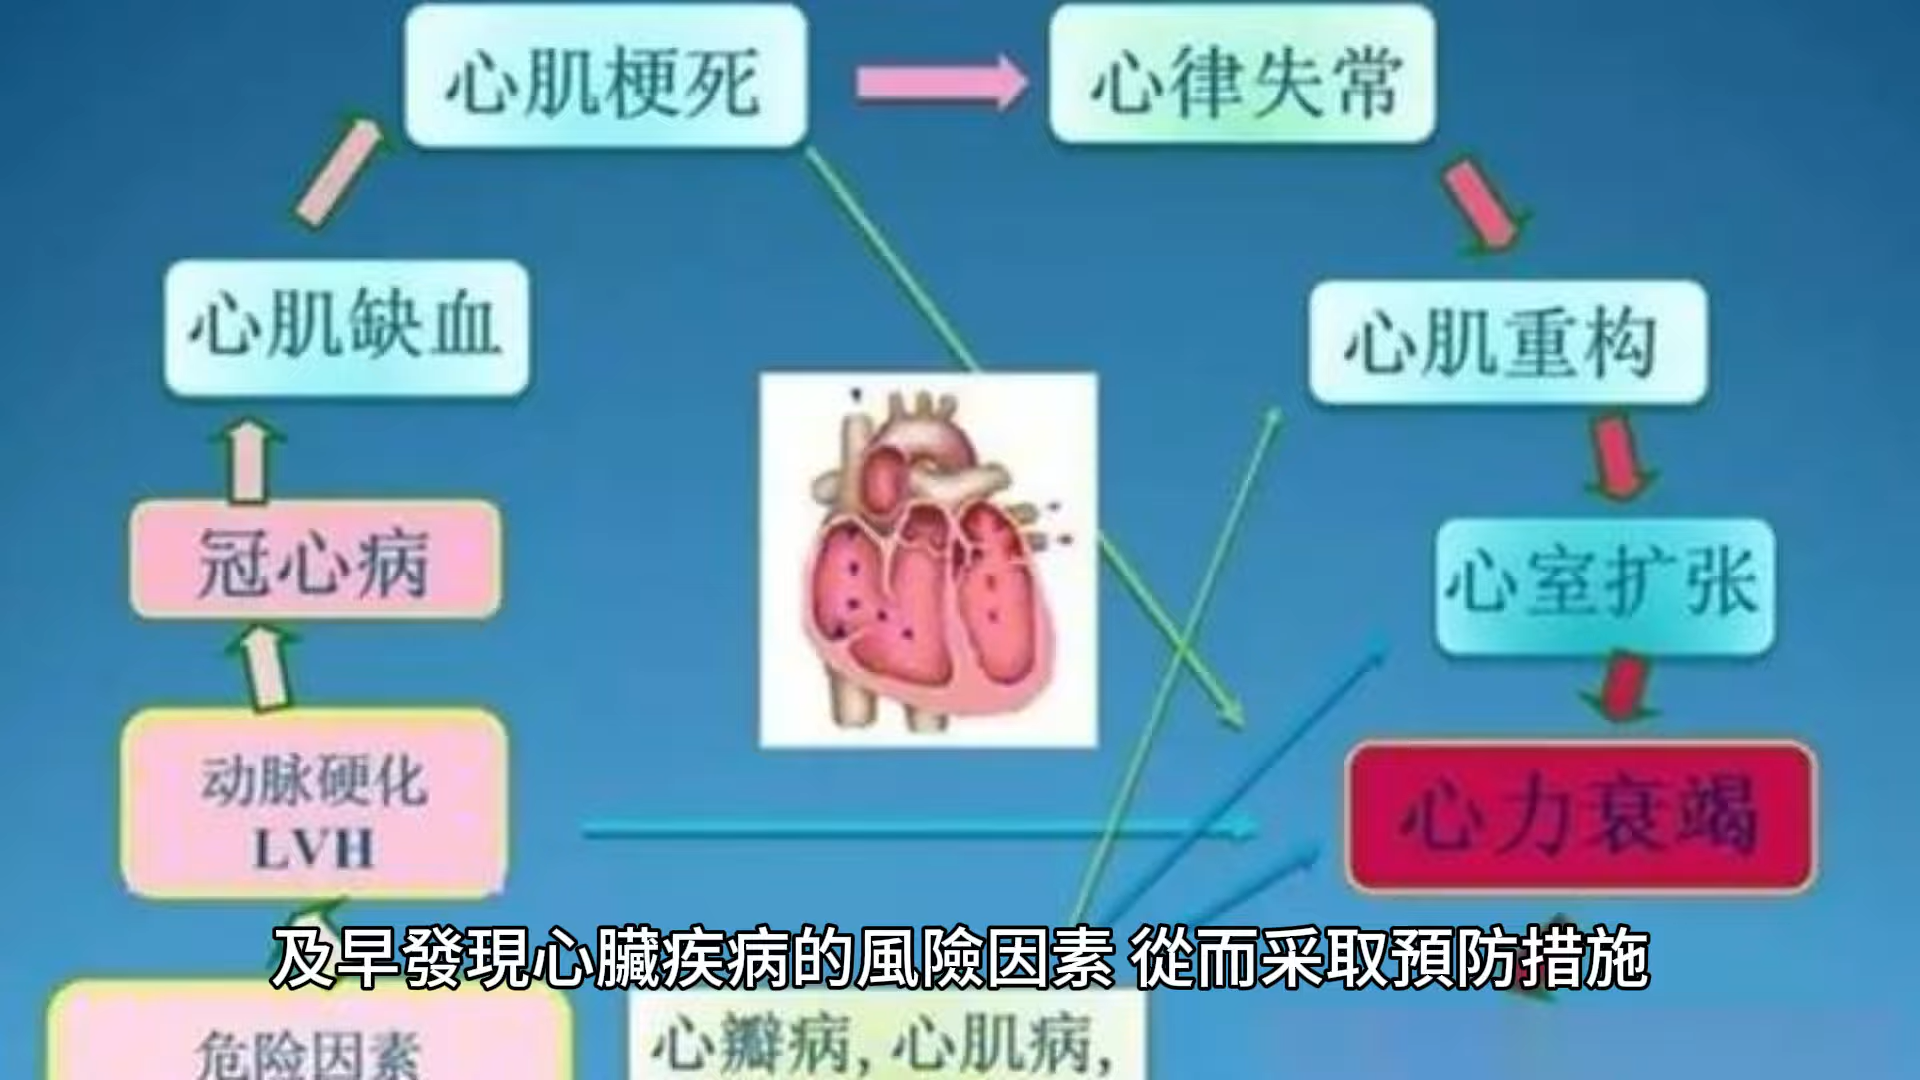 心肌梗死
心律失常
心肌缺血
心肌重构
冠心病
心室扩张
动脉硬化
LVH
心力衰竭
及早發現心臟疾病的風險因素 從而采取預防措施
危险因素
心瓣病, 心肌病,